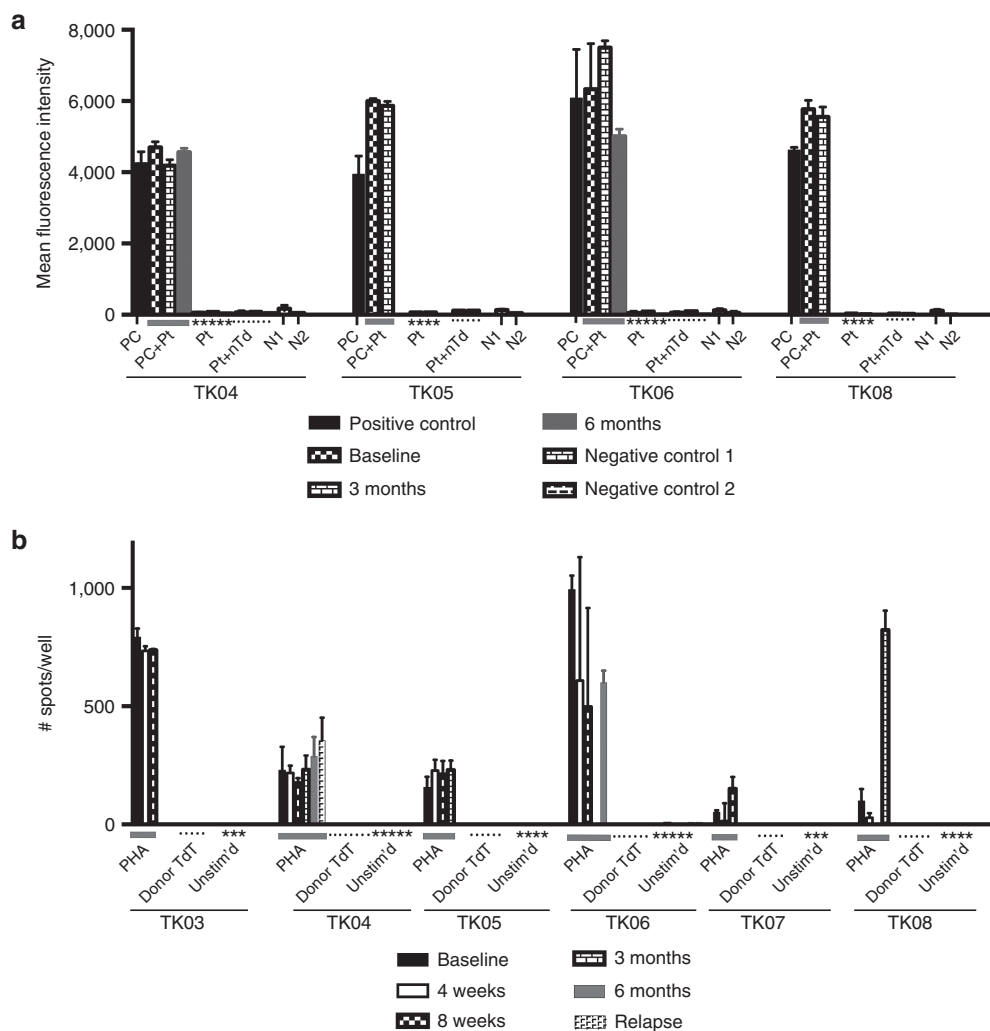 a
8,000
6,000
4,000
2,000
0
Mean fluorescence intensity
PC
PC+Pt
*****
Pt
Pt+nTd
N1
N2
TK04
PC
PC+Pt
****
Pt
Pt+nTd
N1
N2
TK05
PC
PC+Pt
*****
Pt
Pt+nTd
N1
N2
TK06
PC
PC+Pt
****
Pt
Pt+nTd
N1
N2
TK08
Positive control
Baseline
3 months
6 months
Negative control 1
Negative control 2
b
1,000
500
0
# spots/well
PHA
Donor TdT
***
Unstim'd
TK03
PHA
Donor TdT
*****
Unstim'd
TK04
PHA
Donor TdT
****
Unstim'd
TK05
PHA
Donor TdT
*****
Unstim'd
TK06
PHA
Donor TdT
***
Unstim'd
TK07
PHA
Donor TdT
****
Unstim'd
TK08
Baseline
4 weeks
8 weeks
3 months
6 months
Relapse